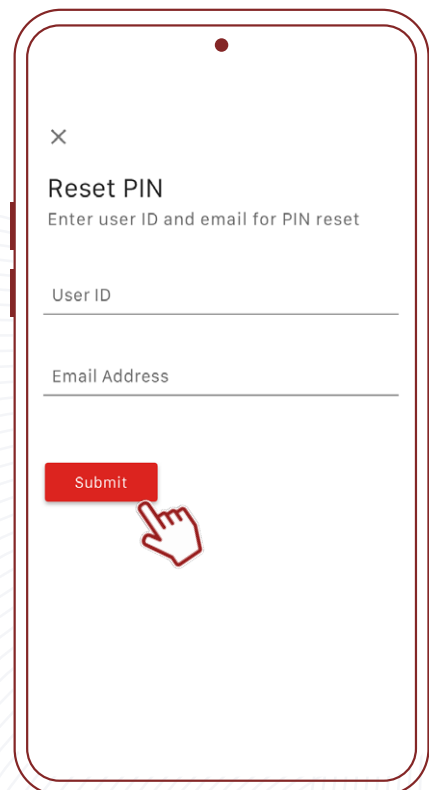 Reset PIN
Enter user ID and email for PIN reset
User ID
Email Address
Submit